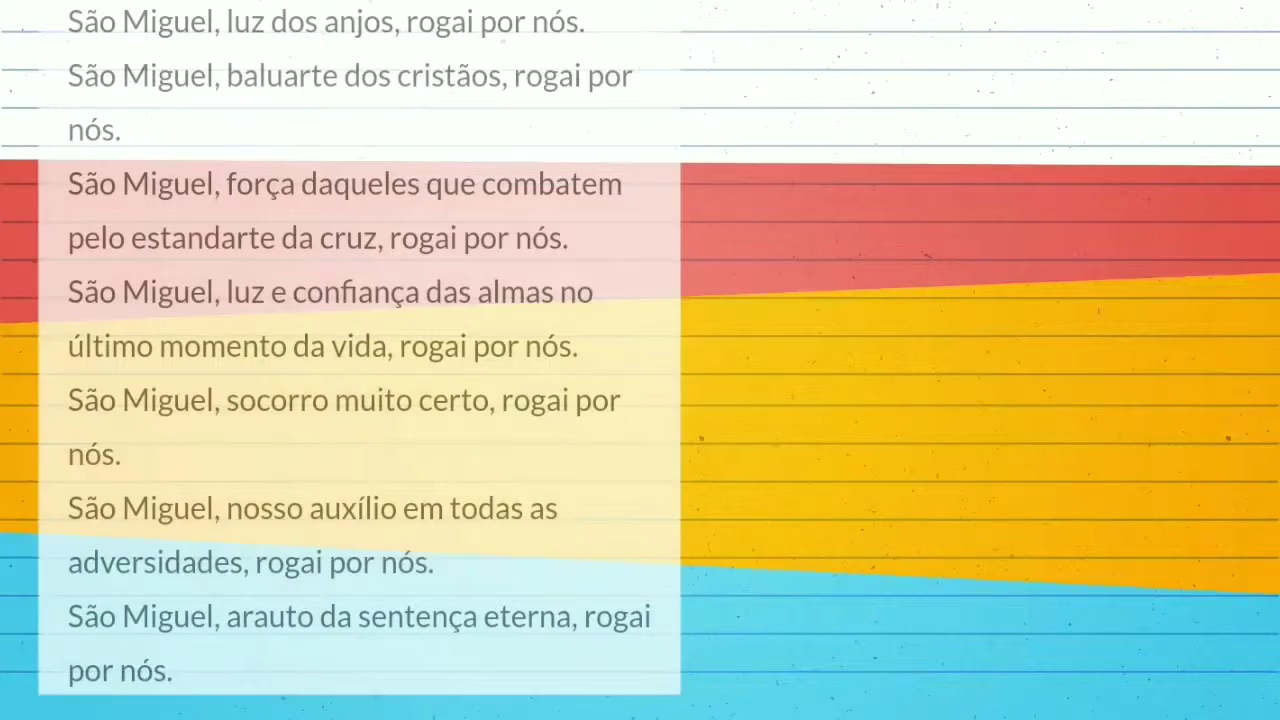 São Miguel, luz dos anjos, rogai por nós.
São Miguel, baluarte dos cristãos, rogai por
nós.
São Miguel, força daqueles que combatem
pelo estandarte da cruz, rogai por nós.
São Miguel, luz e confiança das almas no
último momento da vida, rogai por nós.
São Miguel, socorro muito certo, rogai por
nós.
São Miguel, nosso auxílio em todas as
adversidades, rogai por nós.
São Miguel, arauto da sentença eterna, rogai
por nós.